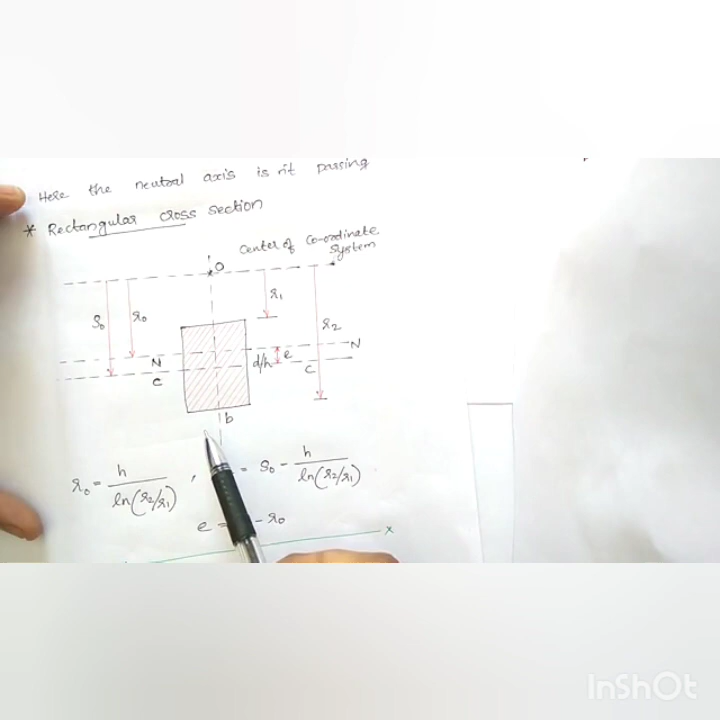 Here the neutral axis is n't passing
* Rectangular cross section
O
Center of Co-ordinate
system
r1
S0
r0
r2
N
e
N
C
d/h
C
b
r0 = h / ln(r2/r1) , = S0 - h / ln(r2/r1)
e = - r0
x
InShOt